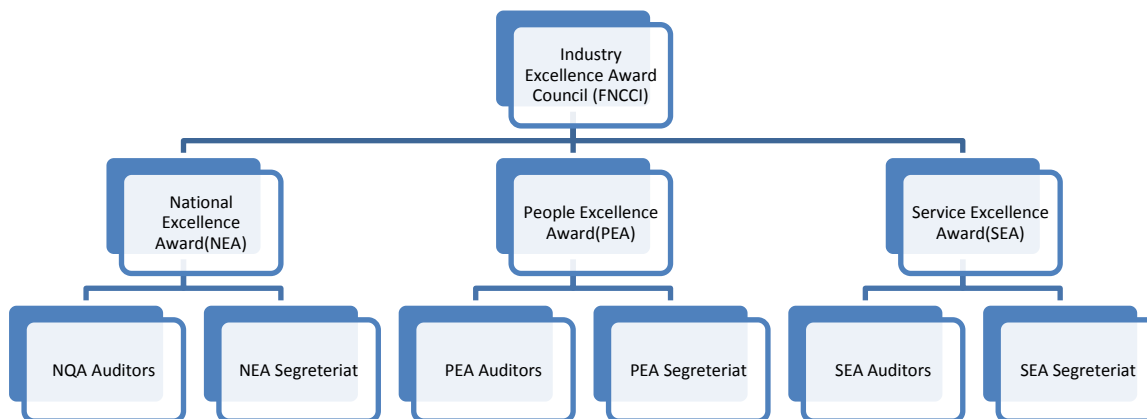 Industry
Excellence Award
Council (FNCCI)
National
Excellence
Award(NEA)
People Excellence
Award(PEA)
Service Excellence
Award(SEA)
NQA Auditors
NEA Segreteriat
PEA Auditors
PEA Segreteriat
SEA Auditors
SEA Segreteriat